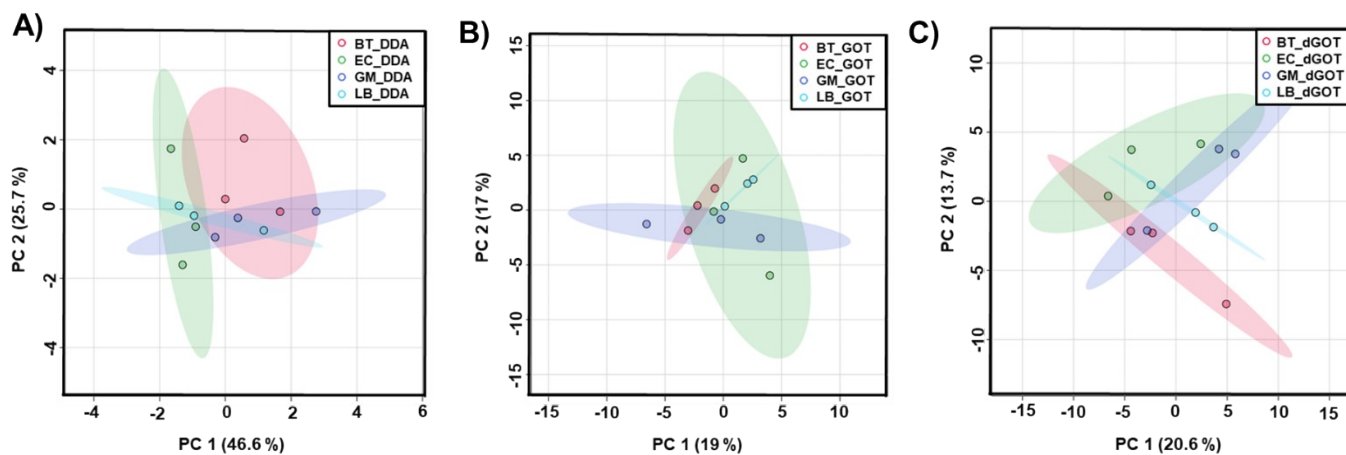 A)
BT_DDA
EC_DDA
GM_DDA
LB_DDA
PC 2 (25.7 %)
4
2
0
-2
-4
-4
-2
0
2
4
6
PC 1 (46.6 %)
B)
BT_GOT
EC_GOT
GM_GOT
LB_GOT
PC 2 (17 %)
15
10
5
0
-5
-10
-15
-15
-10
-5
0
5
10
PC 1 (19 %)
C)
BT_dGOT
EC_dGOT
GM_dGOT
LB_dGOT
PC 2 (13.7 %)
10
5
0
-5
-10
-15
-10
-5
0
5
10
15
PC 1 (20.6 %)